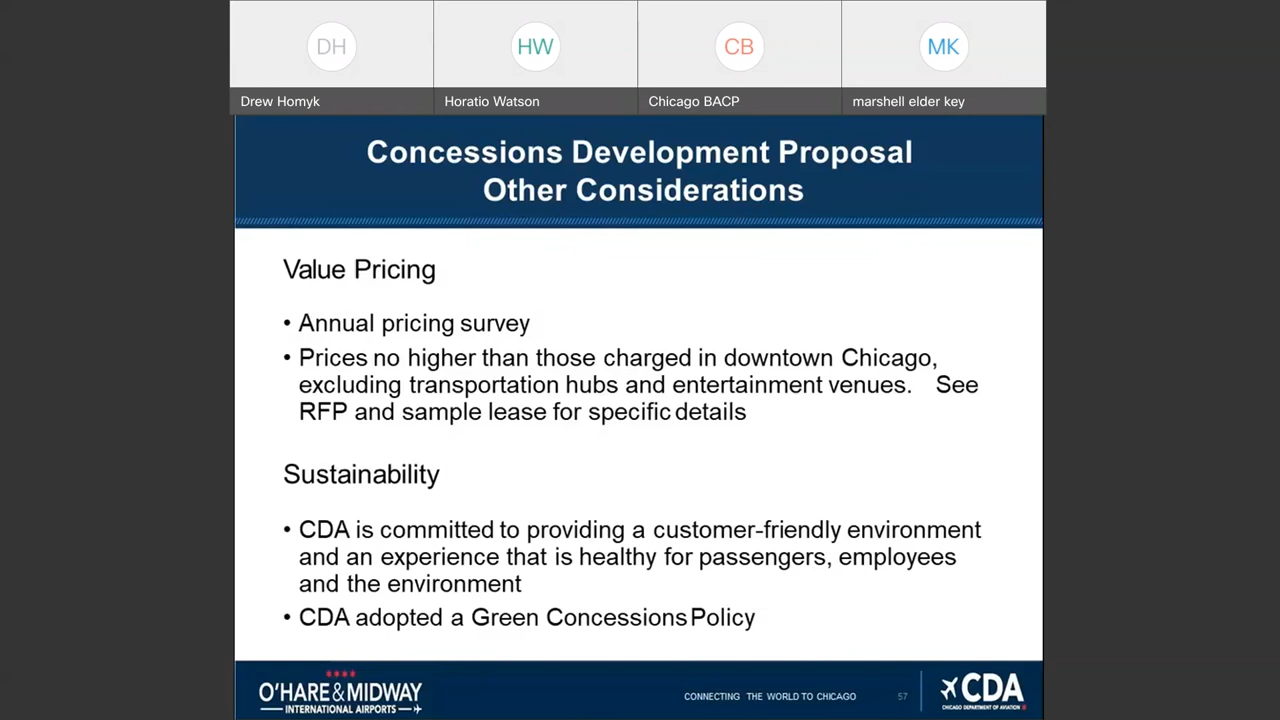 DH
HW
CB
MK
Drew Homyk
Horatio Watson
Chicago BACP
marshell elder key
Concessions Development Proposal
Other Considerations
Value Pricing
• Annual pricing survey
• Prices no higher than those charged in downtown Chicago,
excluding transportation hubs and entertainment venues. See
RFP and sample lease for specific details
Sustainability
• CDA is committed to providing a customer-friendly environment
and an experience that is healthy for passengers, employees
and the environment
• CDA adopted a Green Concessions Policy
O'HARE & MIDWAY
INTERNATIONAL AIRPORTS
CONNECTING THE WORLD TO CHICAGO
57
CDA
CHICAGO DEPARTMENT OF AVIATION